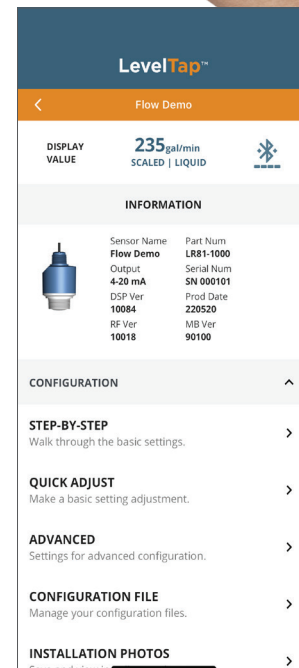 LevelTap™
Flow Demo
DISPLAY VALUE
235gal/min
SCALED | LIQUID
INFORMATION
Sensor Name
Flow Demo
Part Num
LR81-1000
Output
4-20 mA
Serial Num
SN 000101
DSP Ver
10084
Prod Date
220520
RF Ver
10018
MB Ver
90100
CONFIGURATION
STEP-BY-STEP
Walk through the basic settings.
QUICK ADJUST
Make a basic setting adjustment.
ADVANCED
Settings for advanced configuration.
CONFIGURATION FILE
Manage your configuration files.
INSTALLATION PHOTOS